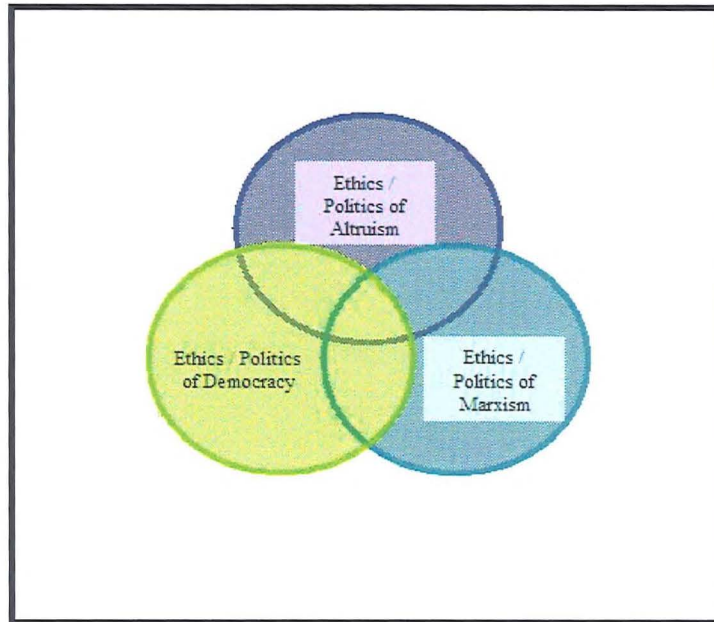 Ethics /
Politics of
Altruism
Ethics / Politics
of Democracy
Ethics /
Politics of
Marxism